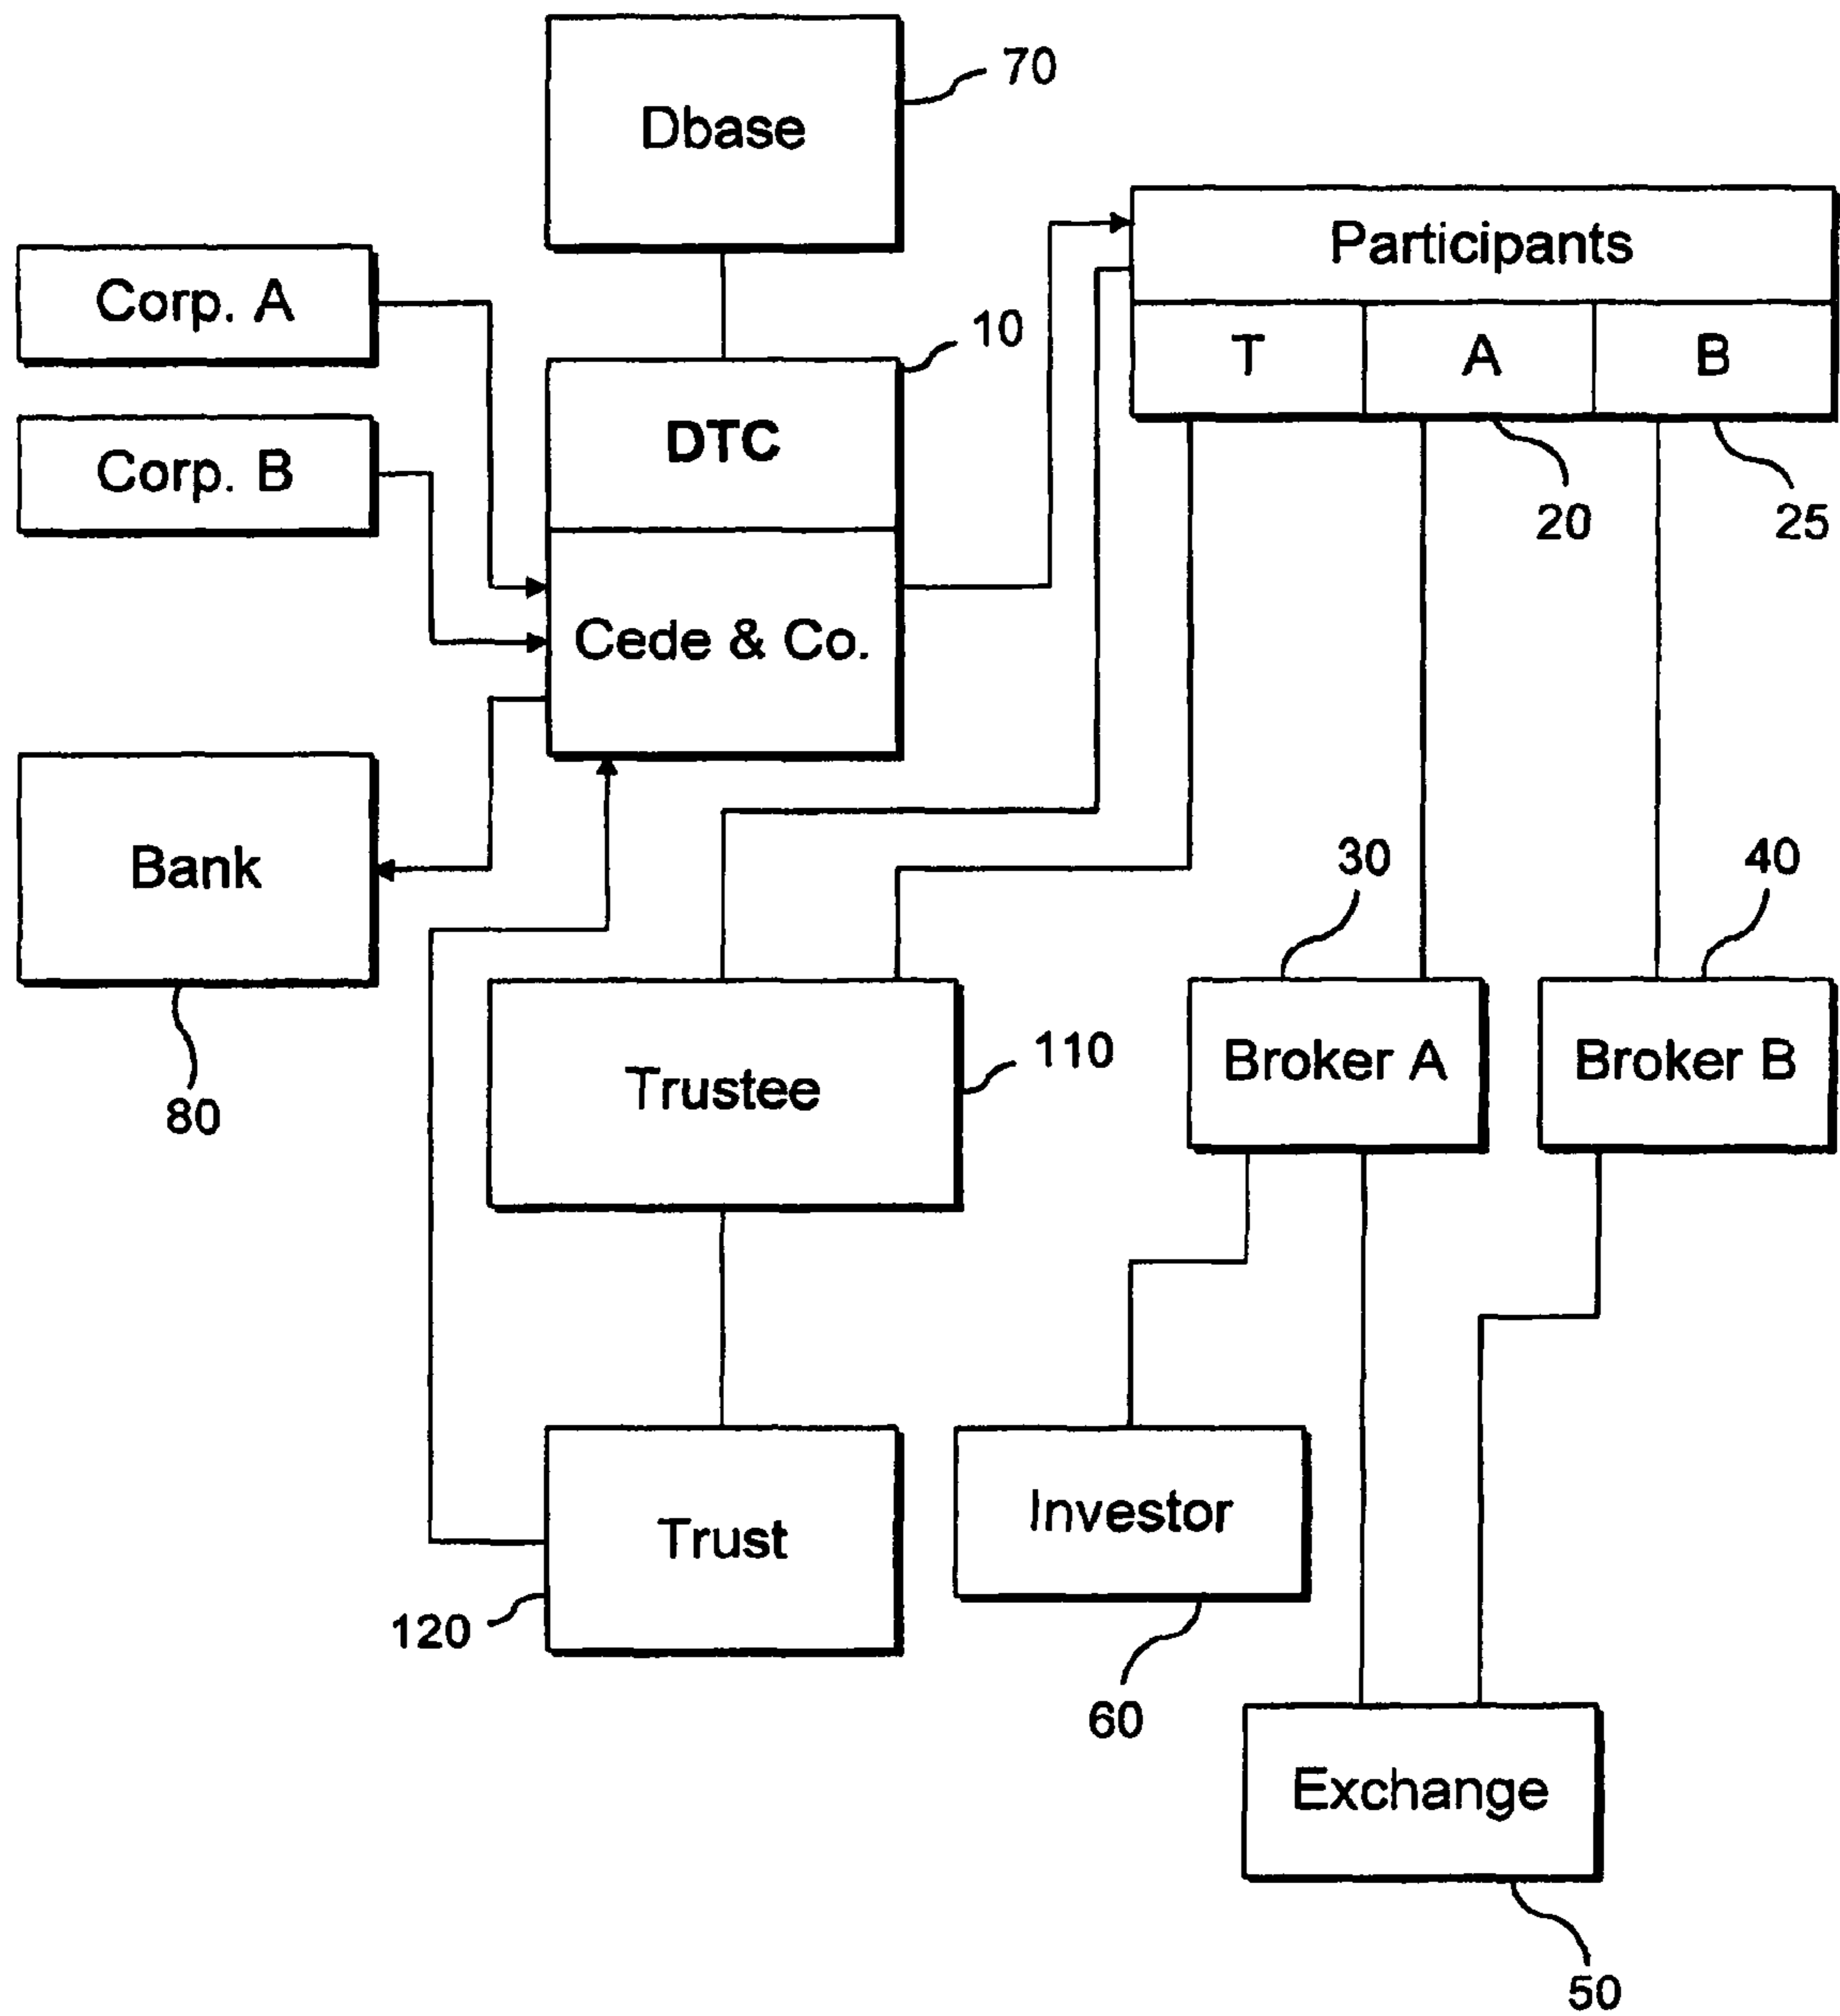 Dbase
70
Participants
Corp. A
10
T
A
B
DTC
Corp. B
20
25
Cede & Co.
Bank
30
40
110
Broker A
Broker B
Trustee
80
Investor
Trust
120
60
Exchange
50